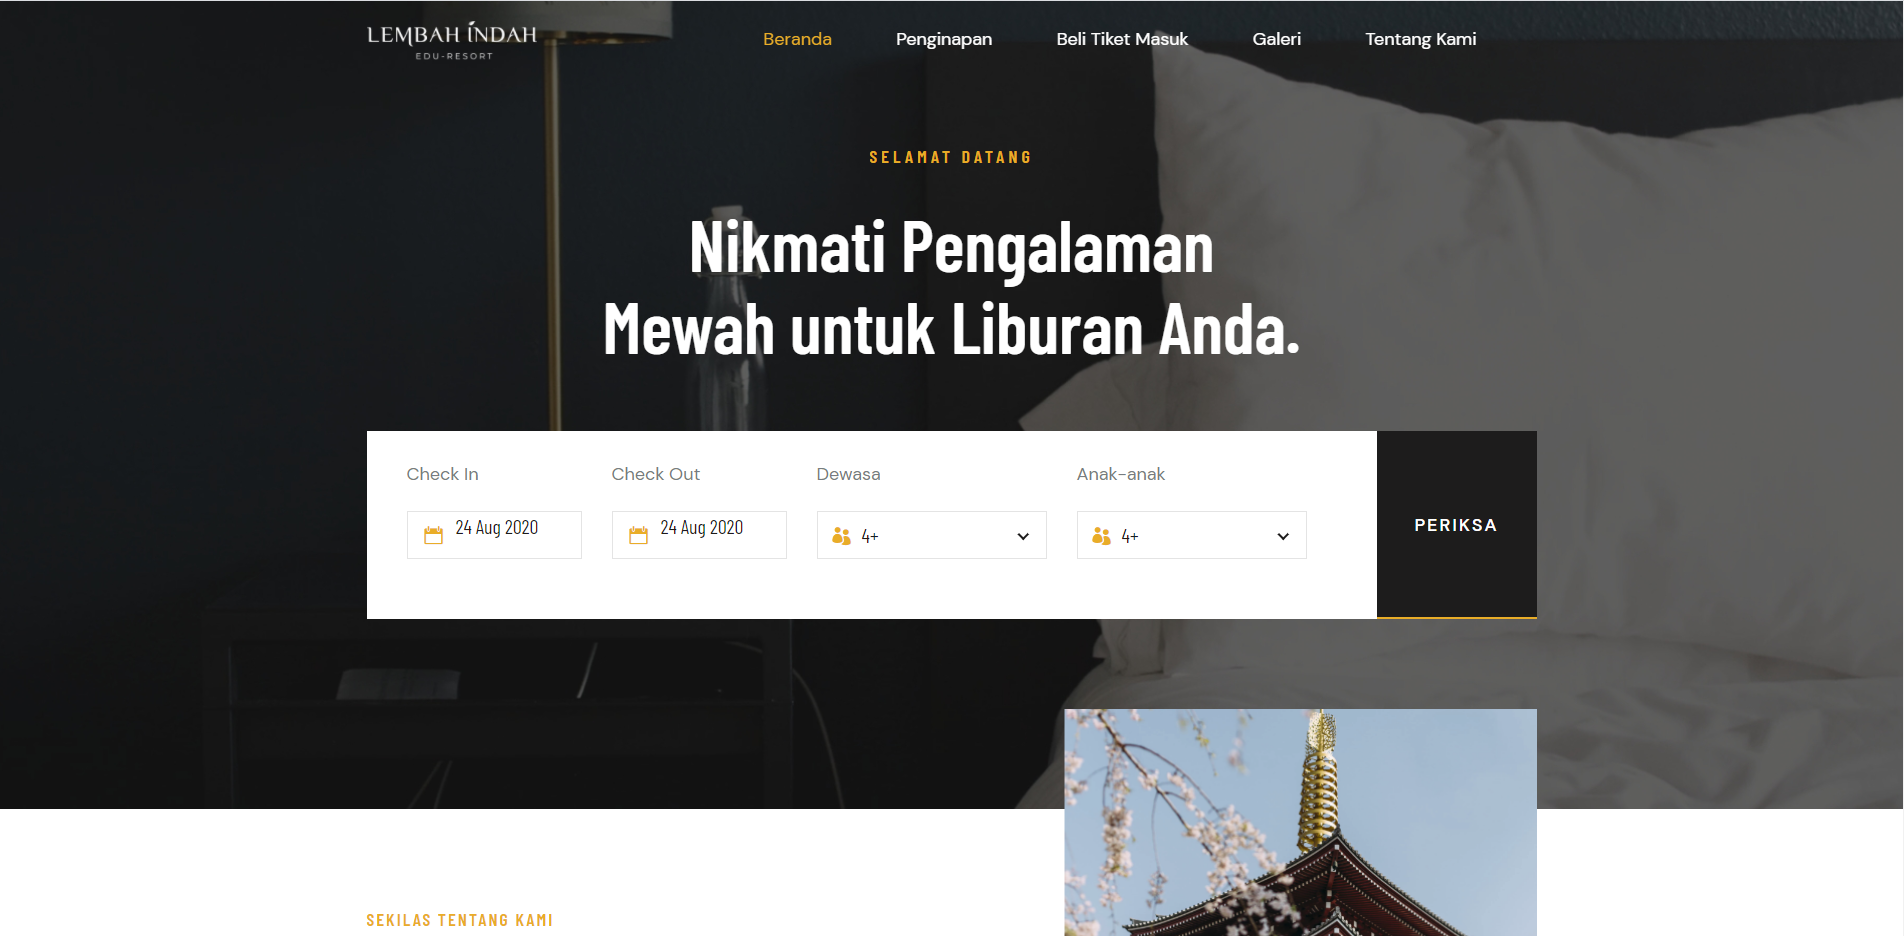 LEMBAH INDAH
EDU-RESORT
Beranda
Penginapan
Beli Tiket Masuk
Galeri
Tentang Kami
SELAMAT DATANG
Nikmati Pengalaman
Mewah untuk Liburan Anda.
Check In
Check Out
Dewasa
Anak-anak
24 Aug 2020
24 Aug 2020
4+
4+
PERIKSA
SEKILAS TENTANG KAMI